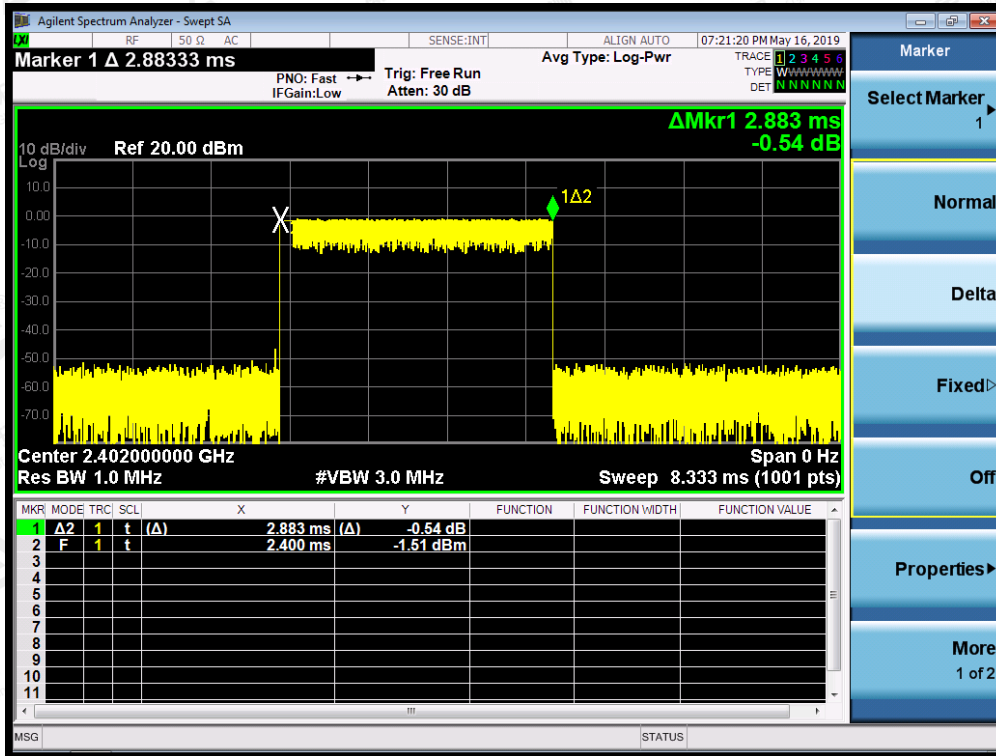 Agilent Spectrum Analyzer - Swept SA
LXI RF 50 Ω AC SENSE:INT ALIGN AUTO 07:21:20 PM May 16, 2019
Marker 1 Δ 2.88333 ms
PNO: Fast
IFGain:Low
Trig: Free Run
Atten: 30 dB
Avg Type: Log-Pwr
TRACE 1 2 3 4 5 6
TYPE WWWWWWW
DET N N N N N N
ΔMkr1 2.883 ms
-0.54 dB
10 dB/div Ref 20.00 dBm
Log
10.0
0.00
-10.0
-20.0
-30.0
-40.0
-50.0
-60.0
-70.0
1Δ2
Center 2.402000000 GHz Span 0 Hz
Res BW 1.0 MHz #VBW 3.0 MHz Sweep 8.333 ms (1001 pts)
MKR MODE TRC SCL X Y FUNCTION FUNCTION WIDTH FUNCTION VALUE
1 Δ2 1 t (Δ) 2.883 ms (Δ) -0.54 dB
2 F 1 t 2.400 ms -1.51 dBm
3
4
5
6
7
8
9
10
11
MSG STATUS
Marker
Select Marker
1
Normal
Delta
Fixed
Off
Properties
More
1 of 2